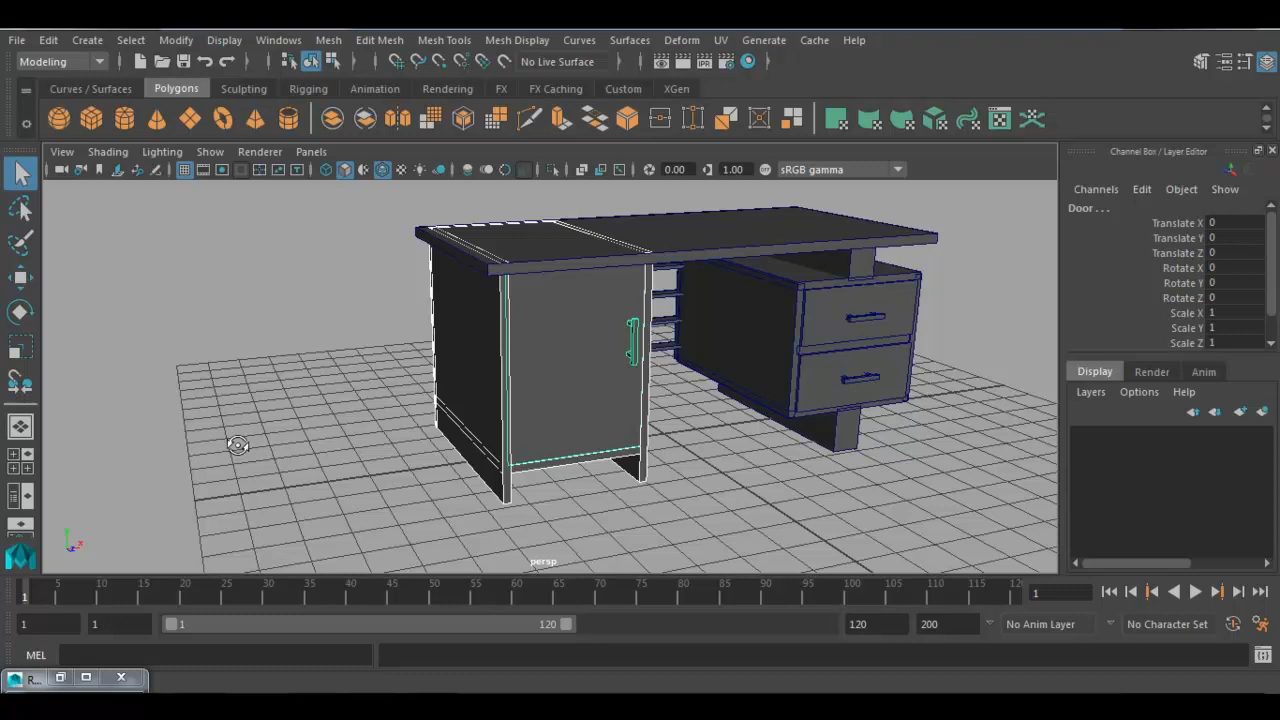 File Edit Create Select Modify Display Windows Mesh Edit Mesh Mesh Tools Mesh Display Curves Surfaces Deform UV Generate Cache Help
Modeling No Live Surface
Curves / Surfaces Polygons Sculpting Rigging Animation Rendering FX FX Caching Custom XGen
View Shading Lighting Show Renderer Panels
0.00 1.00 sRGB gamma
Channel Box / Layer Editor
Channels Edit Object Show
Door . . .
Translate X 0
Translate Y 0
Translate Z 0
Rotate X 0
Rotate Y 0
Rotate Z 0
Scale X 1
Scale Y 1
Scale Z 1
Display Render Anim
Layers Options Help
persp
5 10 15 20 25 30 35 40 45 50 55 60 65 70 75 80 85 90 95 100 105 110 115 12
1 1
1 1 1 120 120 200 No Anim Layer No Character Set
MEL
R...